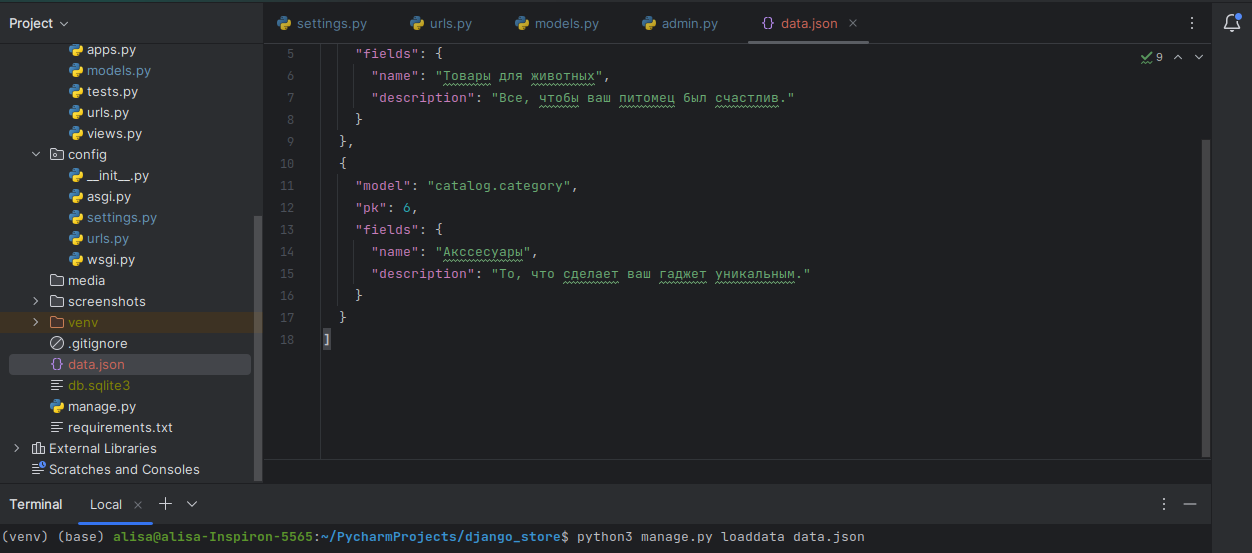 Project
settings.py
urls.py
models.py
admin.py
{} data.json
apps.py
models.py
tests.py
urls.py
views.py
config
__init__.py
asgi.py
settings.py
urls.py
wsgi.py
media
screenshots
venv
.gitignore
{} data.json
db.sqlite3
manage.py
requirements.txt
External Libraries
Scratches and Consoles
9
5 "fields": {
6 "name": "Товары для животных",
7 "description": "Все, чтобы ваш питомец был счастлив."
8 }
9 },
10 {
11 "model": "catalog.category",
12 "pk": 6,
13 "fields": {
14 "name": "Акссесуары",
15 "description": "То, что сделает ваш гаджет уникальным."
16 }
17 }
18 ]
Terminal
Local
(venv) (base) alisa@alisa-Inspiron-5565:~/PycharmProjects/django_store$ python3 manage.py loaddata data.json